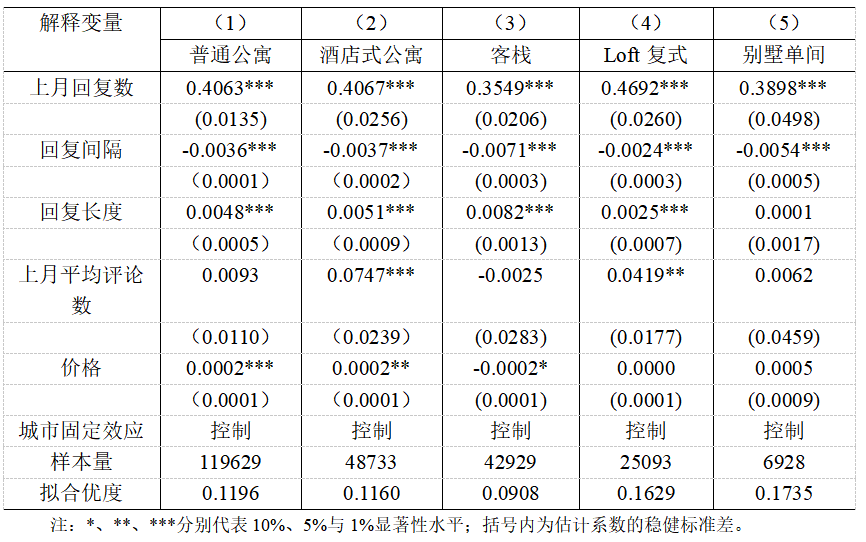 解释变量 （1） （2） （3） （4） （5）
普通公寓 酒店式公寓 客栈 Loft 复式 别墅单间
上月回复数 0.4063*** 0.4067*** 0.3549*** 0.4692*** 0.3898***
(0.0135) (0.0256) (0.0206) (0.0260) (0.0498)
回复间隔 -0.0036*** -0.0037*** -0.0071*** -0.0024*** -0.0054***
（0.0001） （0.0002） (0.0003) (0.0003) (0.0005)
回复长度 0.0048*** 0.0051*** 0.0082*** 0.0025*** 0.0001
（0.0005） （0.0009） (0.0013) (0.0007) (0.0017)
上月平均评论 0.0093 0.0747*** -0.0025 0.0419** 0.0062
数
（0.0110） (0.0239) (0.0283) (0.0177) (0.0459)
价格 0.0002*** 0.0002** -0.0002* 0.0000 0.0005
（0.0001） （0.0001） (0.0001) (0.0001) (0.0009)
城市固定效应 控制 控制 控制 控制 控制
样本量 119629 48733 42929 25093 6928
拟合优度 0.1196 0.1160 0.0908 0.1629 0.1735
注：*、**、***分别代表 10%、5%与 1%显著性水平；括号内为估计系数的稳健标准差。